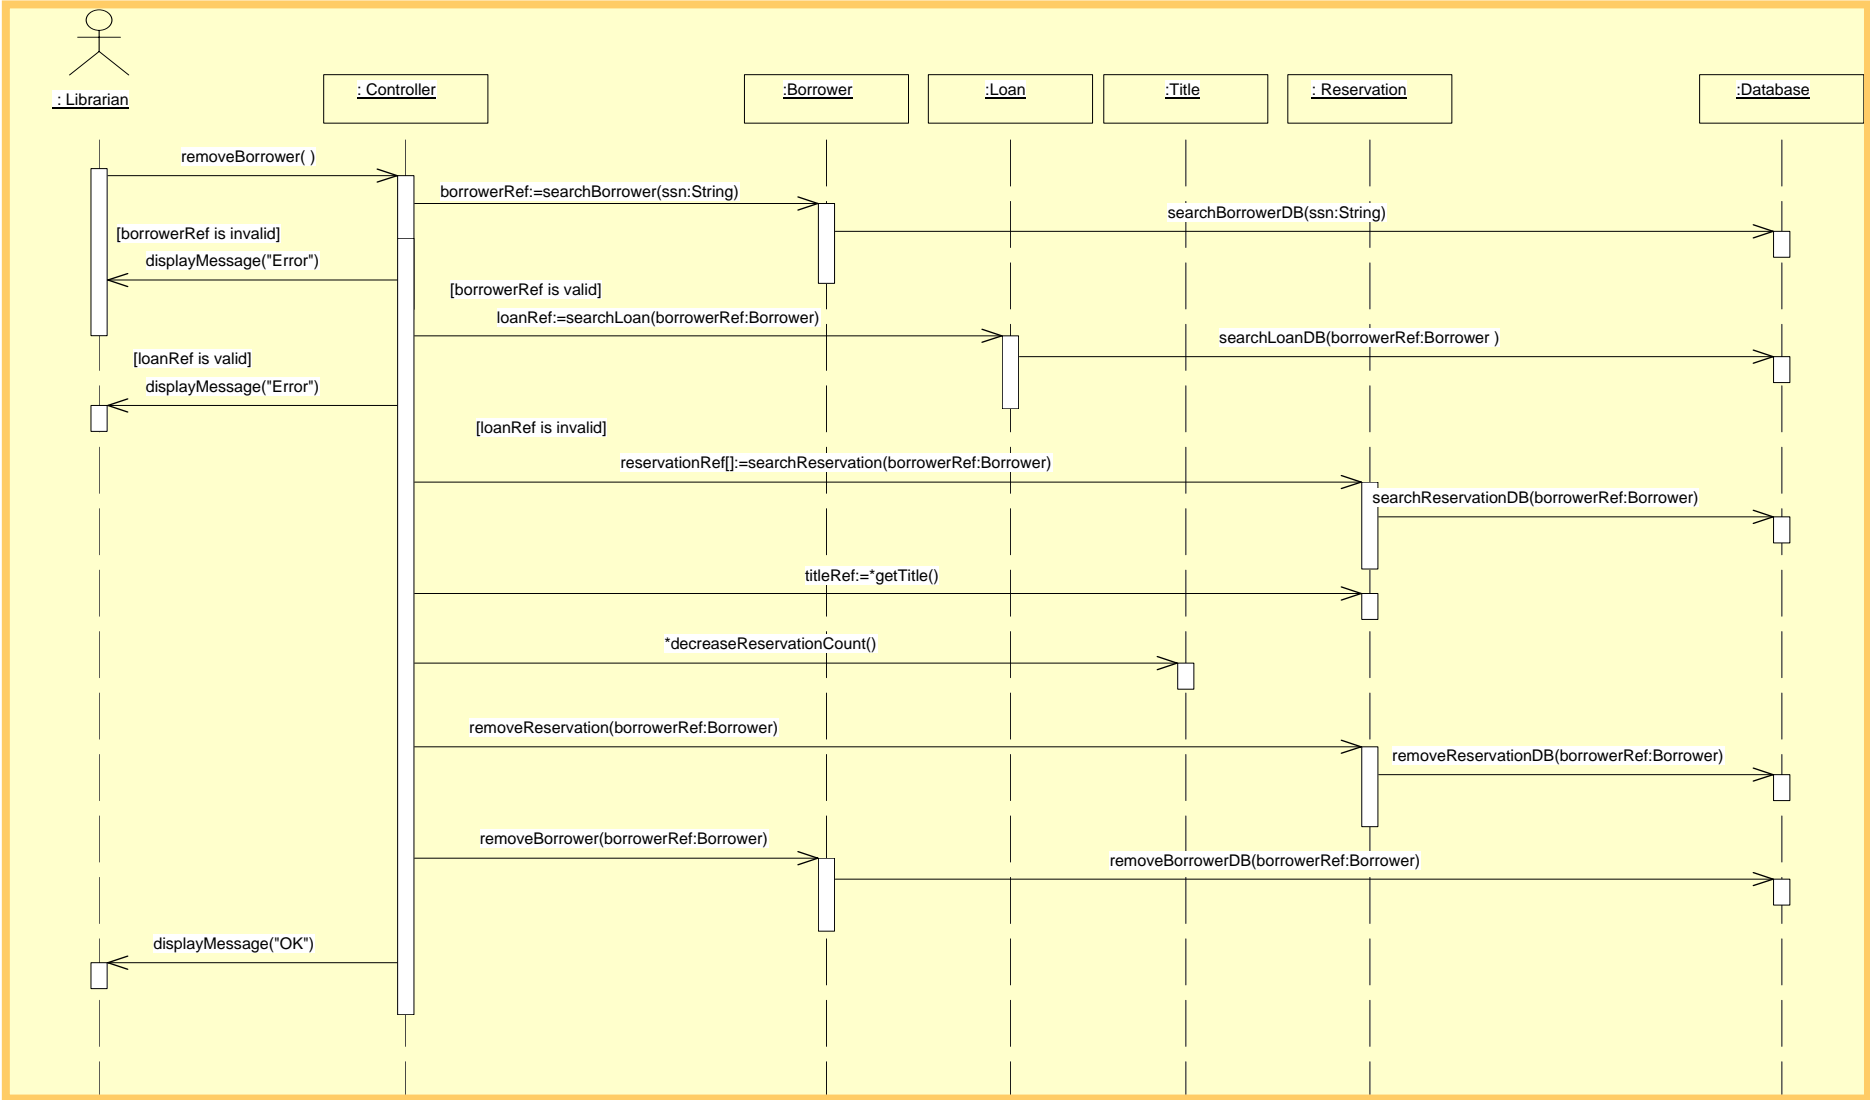 : Librarian
: Controller
:Borrower
:Loan
:Title
: Reservation
:Database
removeBorrower( )
borrowerRef:=searchBorrower(ssn:String)
searchBorrowerDB(ssn:String)
[borrowerRef is invalid]
displayMessage("Error")
[borrowerRef is valid]
loanRef:=searchLoan(borrowerRef:Borrower)
searchLoanDB(borrowerRef:Borrower )
[loanRef is valid]
displayMessage("Error")
[loanRef is invalid]
reservationRef[]:=searchReservation(borrowerRef:Borrower)
searchReservationDB(borrowerRef:Borrower)
titleRef:=*getTitle()
*decreaseReservationCount()
removeReservation(borrowerRef:Borrower)
removeReservationDB(borrowerRef:Borrower)
removeBorrower(borrowerRef:Borrower)
removeBorrowerDB(borrowerRef:Borrower)
displayMessage("OK")